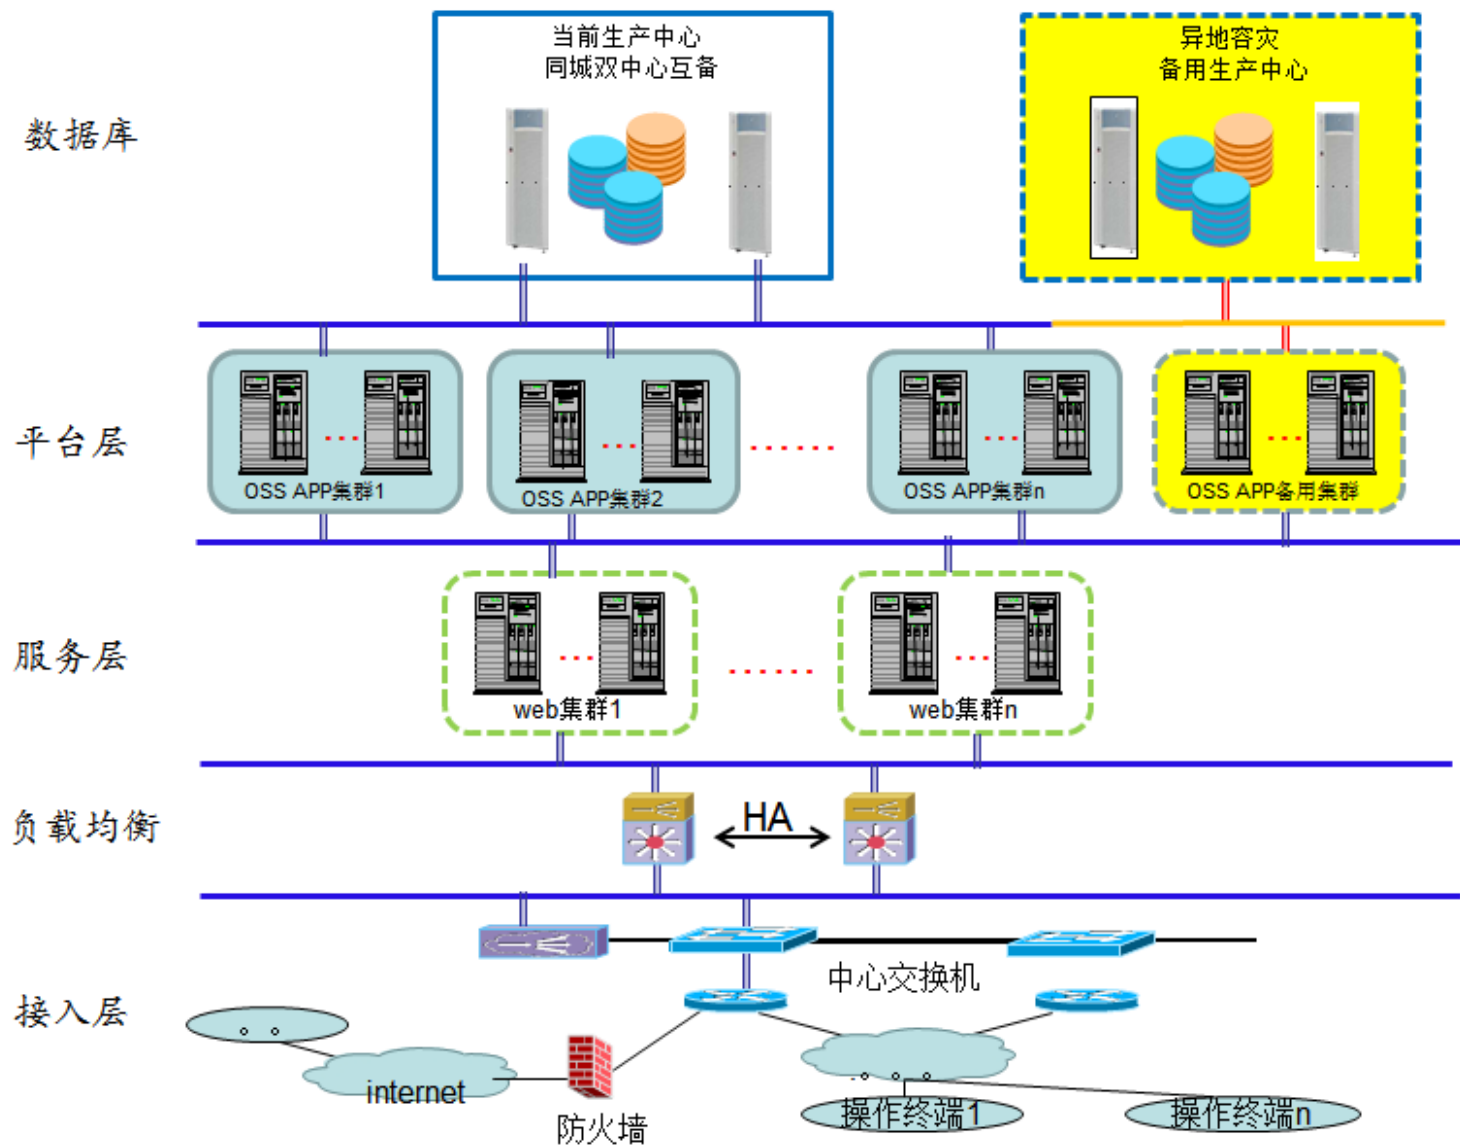 当前生产中心
同城双中心互备
异地容灾
备用生产中心
数据库
平台层
OSS APP集群1
OSS APP集群2
OSS APP集群n
OSS APP备用集群
服务层
web集群1
web集群n
负载均衡
HA
中心交换机
接入层
internet
防火墙
操作终端1
操作终端n